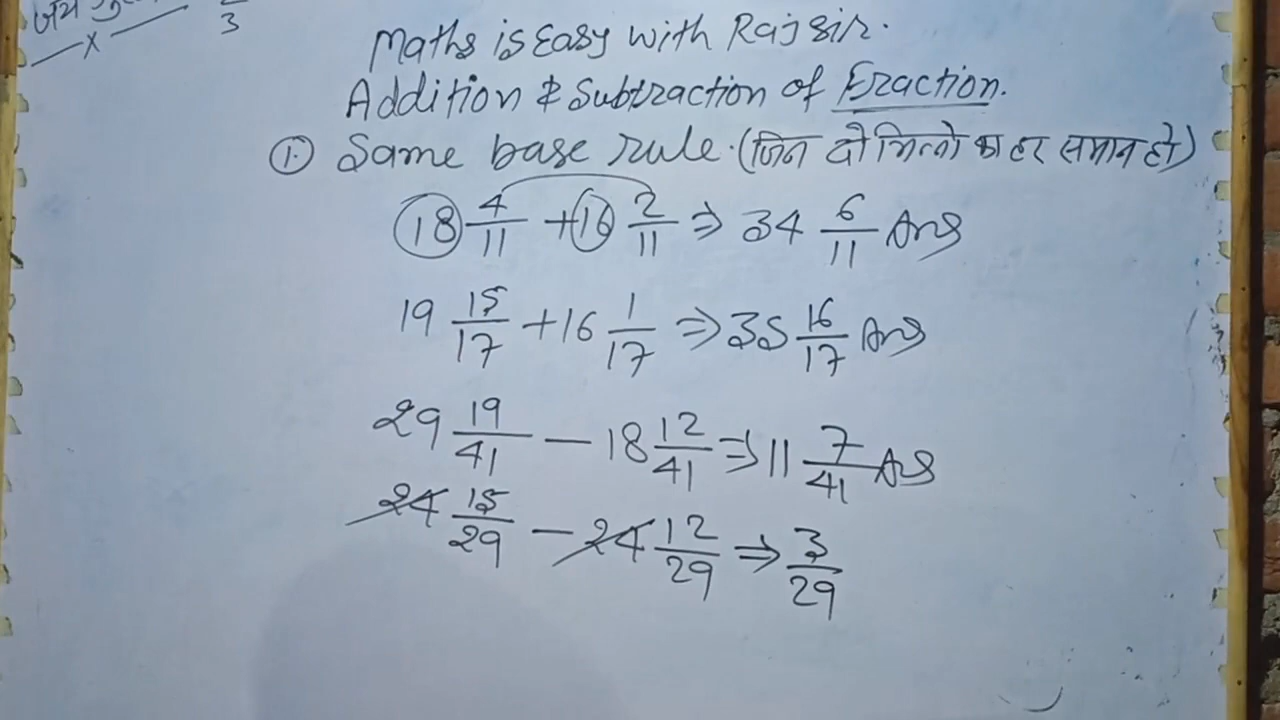 3
x
Maths is Easy with Raj sir.
Addition & Subtraction of Fraction.
1. Same base rule. (जिन दो भिन्नो का हर समान हो)
18 4/11 + 16 2/11 ⇒ 34 6/11 Ans
19 15/17 + 16 1/17 ⇒ 35 16/17 Ans
29 19/41 — 18 12/41 ⇒ 11 7/41 Ans
24 15/29 — 24 12/29 ⇒ 3/29